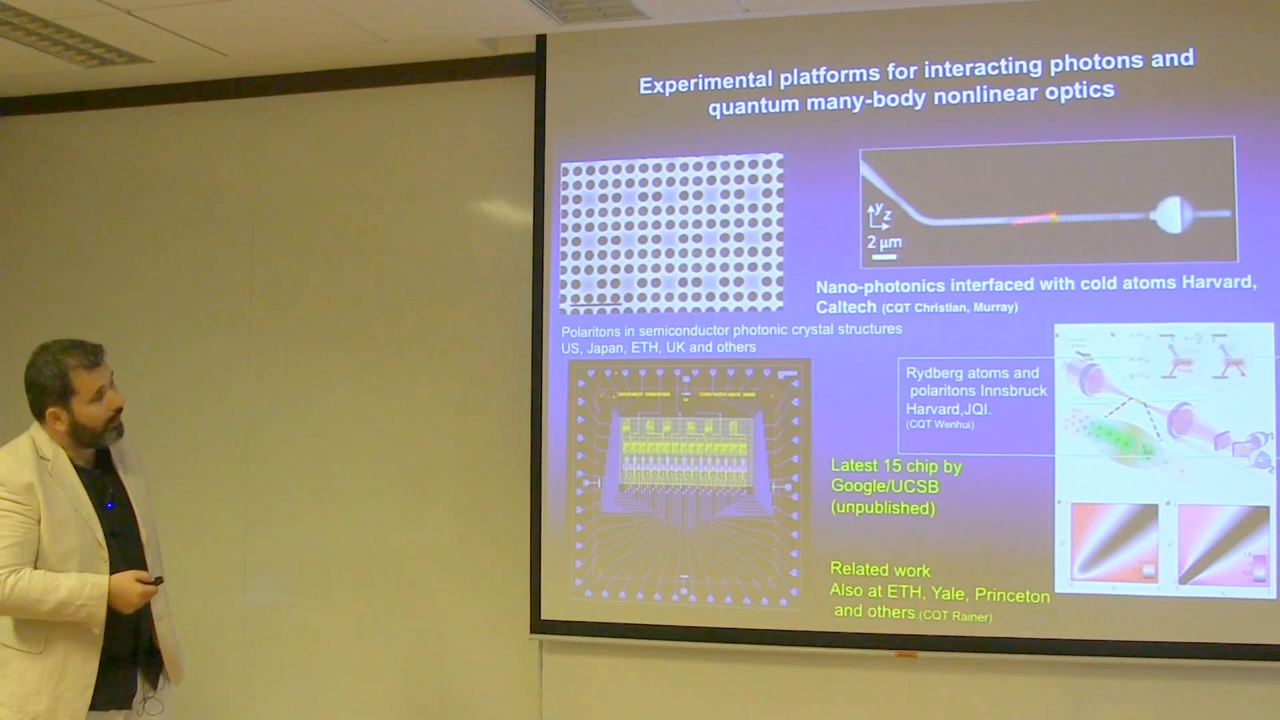 Experimental platforms for interacting photons and
quantum many-body nonlinear optics
y
z
2 µm
Nano-photonics interfaced with cold atoms Harvard,
Caltech (CQT Christian, Murray)
Polaritons in semiconductor photonic crystal structures
US, Japan, ETH, UK and others
Rydberg atoms and
polaritons Innsbruck
Harvard,JQI.
(CQT Wenhui)
Latest 15 chip by
Google/UCSB
(unpublished)
Related work
Also at ETH, Yale, Princeton
and others.(CQT Rainer)